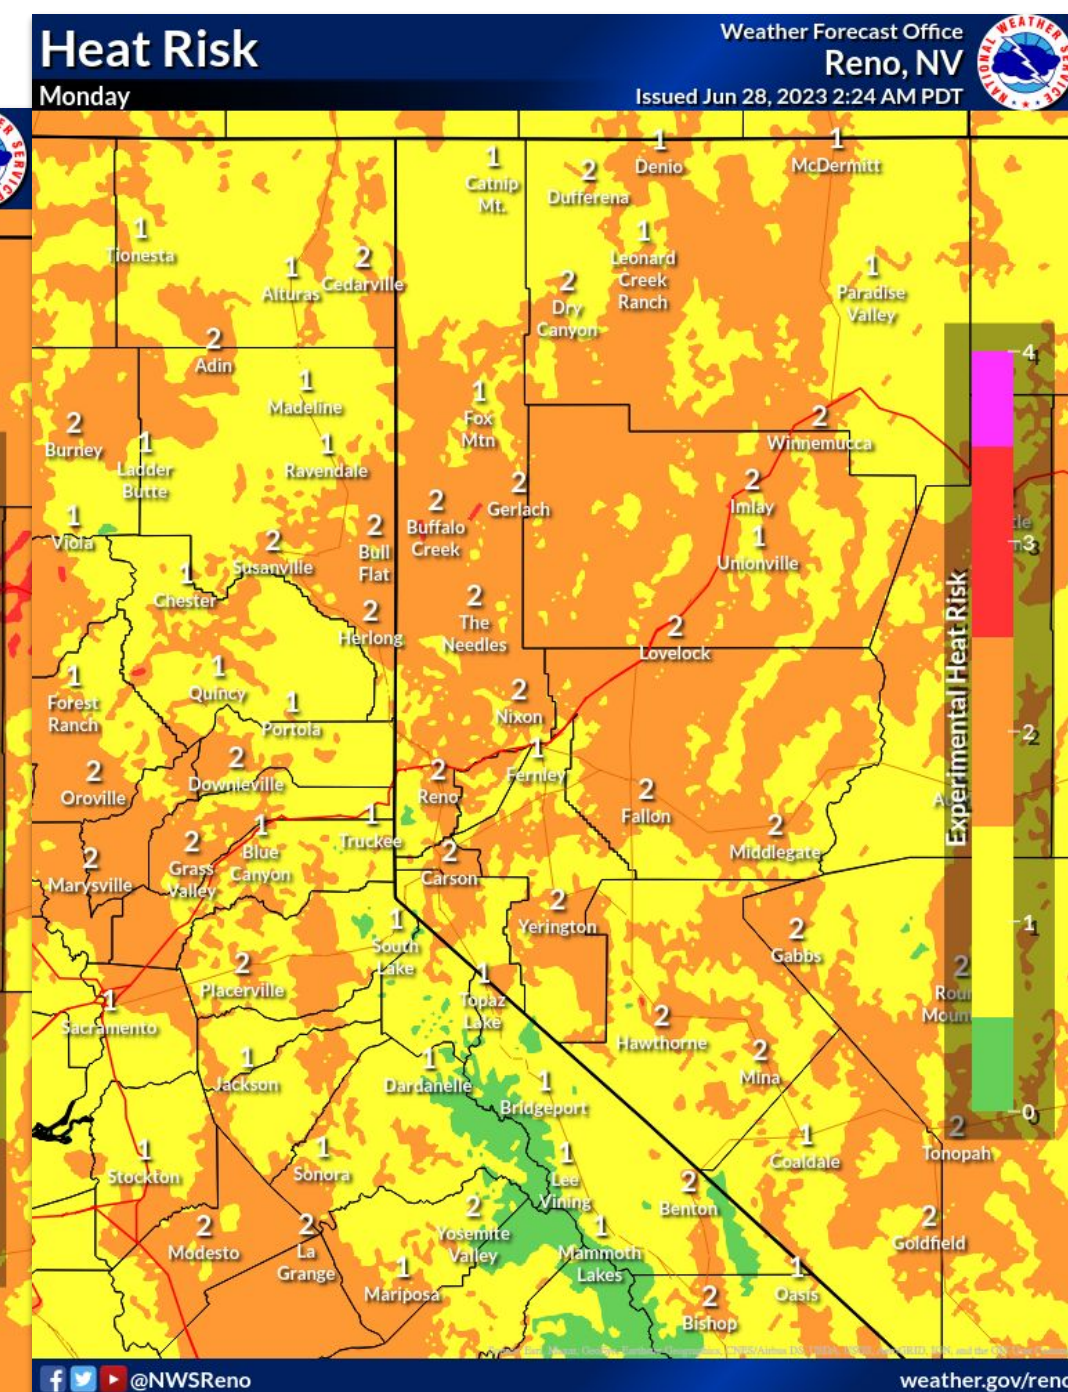 Heat Risk
Weather Forecast Office
Reno, NV
Monday
Issued Jun 28, 2023 2:24 AM PDT
NATIONAL WEATHER SERVICE
1
Denio
1
McDermitt
1
Catnip
Mt.
2
Dufferena
1
Tionesta
1
Leonard
Creek
Ranch
2
Cedarville
1
Alturas
2
Dry
Canyon
1
Paradise
Valley
2
Adin
1
Madeline
1
Fox
Mtn
2
Burney
1
Ladder
Butte
1
Ravendale
2
Winnemucca
2
Gerlach
2
Imlay
1
Viola
2
Buffalo
Creek
2
Bull
Flat
2
Susanville
1
Unionville
1
Chester
2
Herlong
2
The
Needles
2
Lovelock
1
Forest
Ranch
1
Quincy
1
Portola
2
Nixon
2
Oroville
2
Downieville
2
Reno
1
Fernley
2
Fallon
1
Truckee
2
Middlegate
2
Marysville
2
Grass
Valley
1
Blue
Canyon
2
Carson
2
Yerington
1
South
Lake
2
Gabbs
2
Placerville
1
Topaz
Lake
1
Sacramento
2
Hawthorne
1
Jackson
1
Dardanelle
1
Bridgeport
2
Mina
1
Stockton
1
Sonora
1
Lee
Vining
1
Coaldale
2
Tonopah
2
Benton
2
Modesto
2
La
Grange
2
Yosemite
Valley
1
Mammoth
Lakes
2
Goldfield
1
Mariposa
2
Bishop
1
Oasis
2
Experimental Heat Risk
4
3
2
1
0
@NWSReno
weather.gov/reno